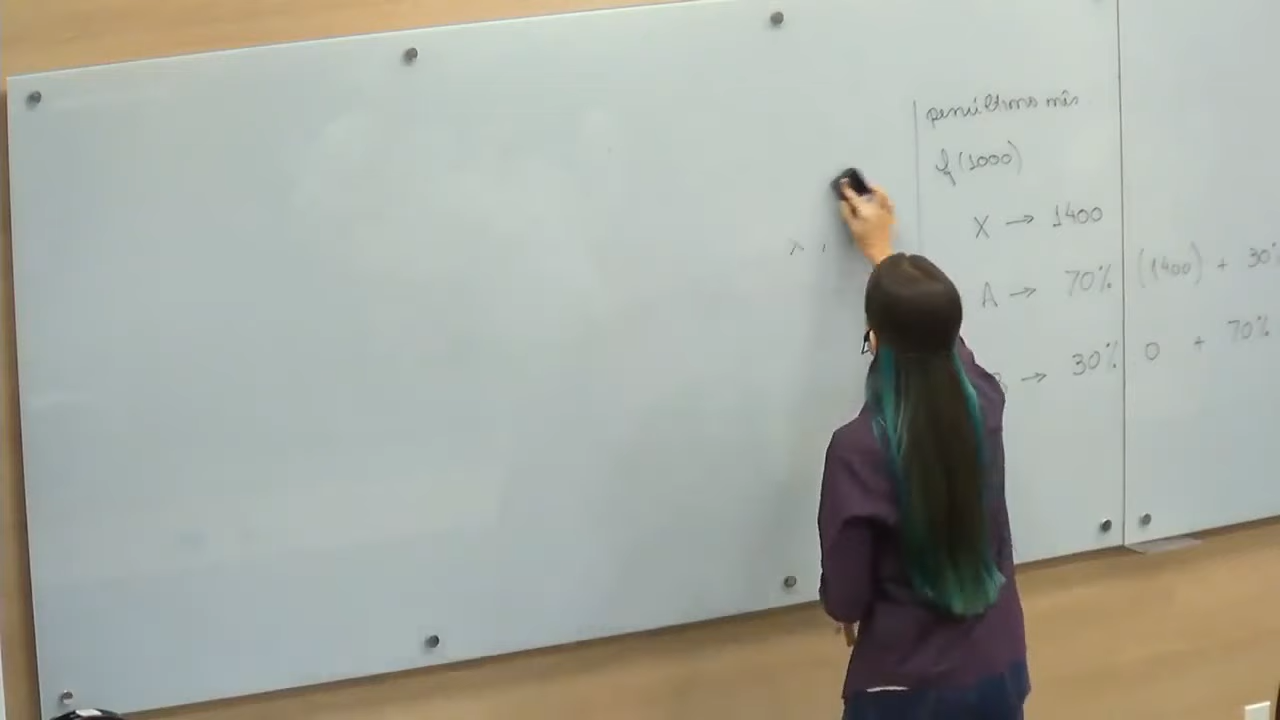 penúltimo mês
f(1000)
X → 1400
A → 70% (1400) + 30%
B → 30% 0 + 70%